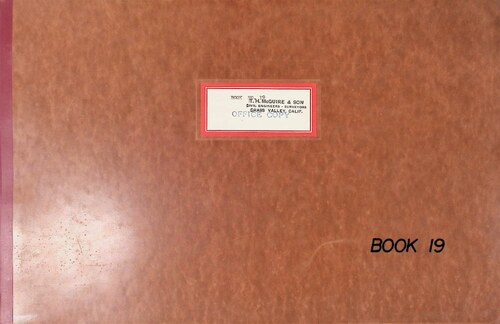 BOOK NO. 19
R.H. McGUIRE & SON
CIVIL ENGINEERS - SURVEYORS
GRASS VALLEY, CALIF.
OFFICE COPY
BOOK 19